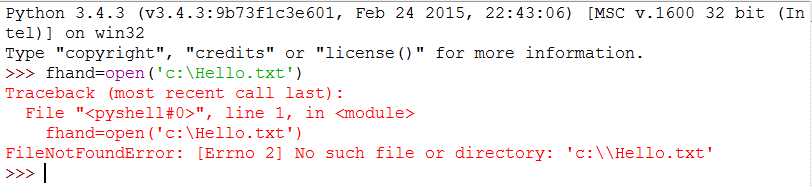 Python 3.4.3 (v3.4.3:9b73f1c3e601, Feb 24 2015, 22:43:06) [MSC v.1600 32 bit (In
tel)] on win32
Type "copyright", "credits" or "license()" for more information.
>>> fhand=open('c:\Hello.txt')
Traceback (most recent call last):
  File "<pyshell#0>", line 1, in <module>
    fhand=open('c:\Hello.txt')
FileNotFoundError: [Errno 2] No such file or directory: 'c:\\Hello.txt'
>>>